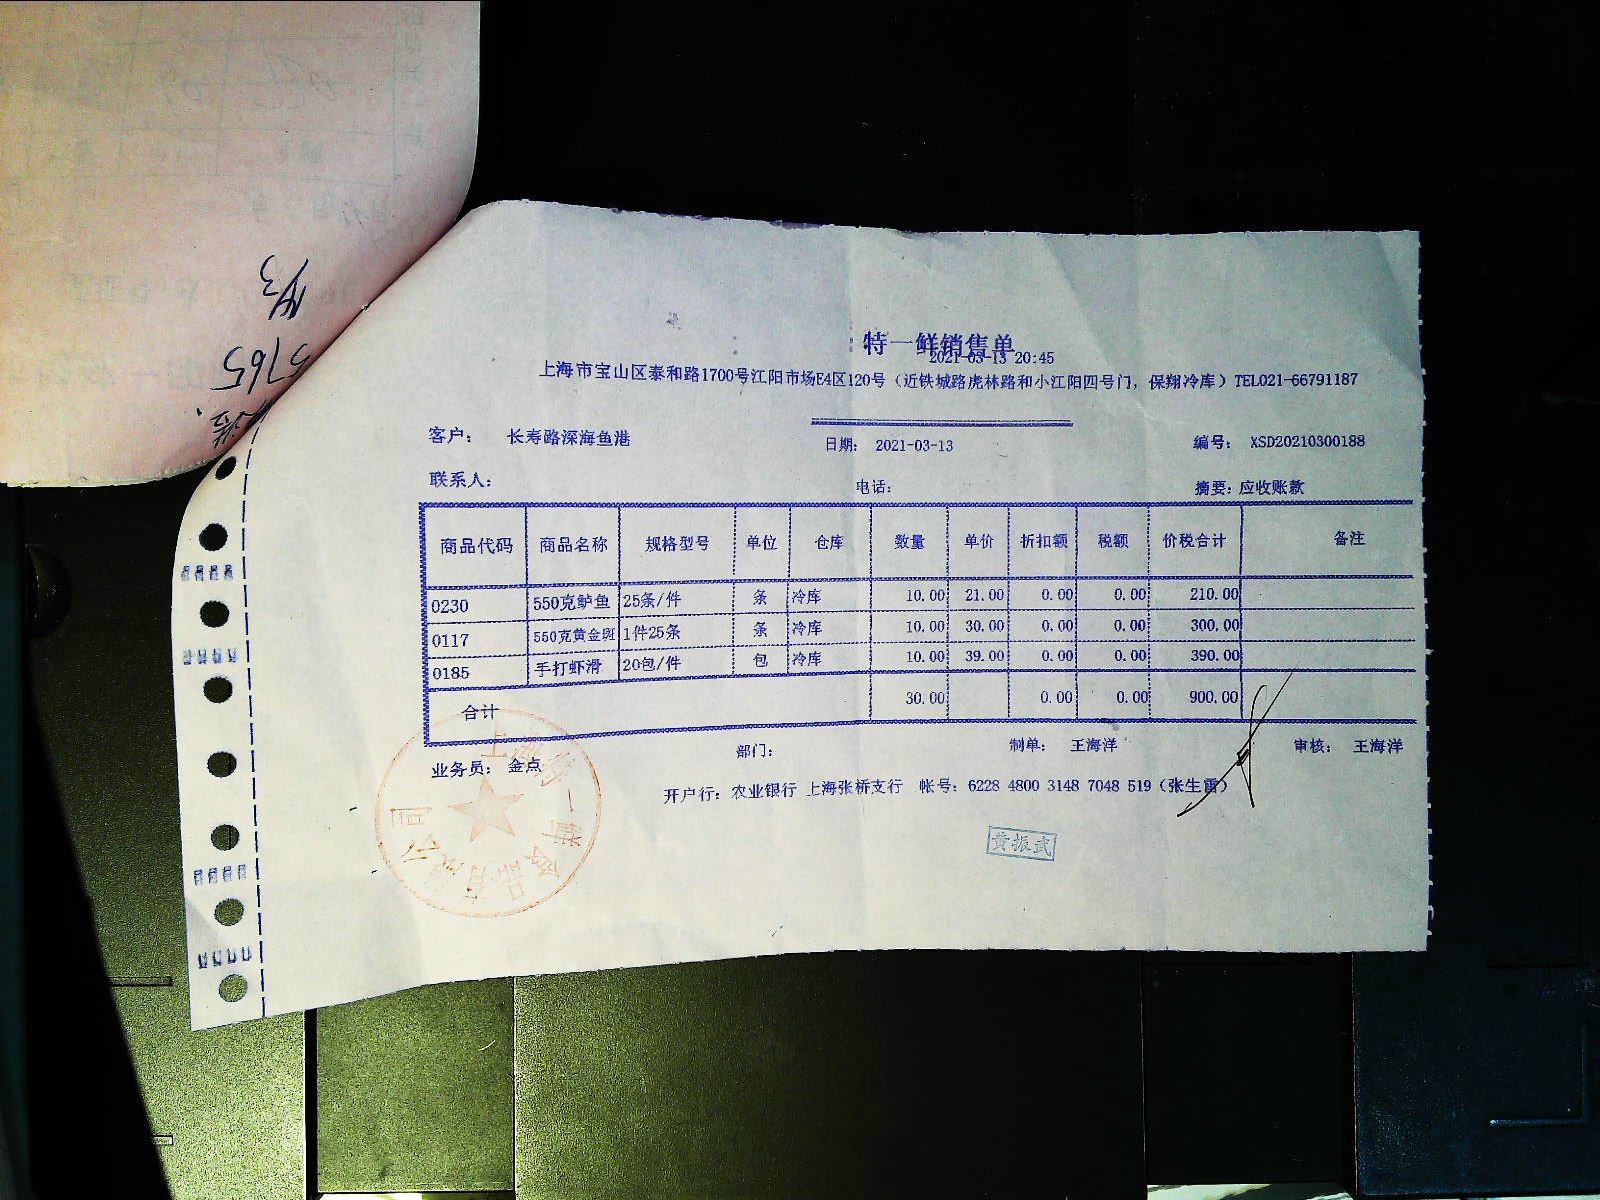 特一鲜销售单
2021-03-13 20:45
上海市宝山区泰和路1700号江阳市场E4区120号（近铁城路虎林路和小江阳四号门，保翔冷库）TEL021-66791187
客户： 长寿路深海鱼港 日期： 2021-03-13 编号： XSD20210300188
联系人： 电话： 摘要：应收账款
商品代码 商品名称 规格型号 单位 仓库 数量 单价 折扣额 税额 价税合计 备注
0230 550克鲈鱼 25条/件 条 冷库 10.00 21.00 0.00 0.00 210.00
0117 550克黄金斑 1件25条 条 冷库 10.00 30.00 0.00 0.00 300.00
0185 手打虾滑 20包/件 包 冷库 10.00 39.00 0.00 0.00 390.00
合计 30.00 0.00 0.00 900.00
业务员： 金点 部门： 制单： 王海洋 审核： 王海洋
开户行：农业银行 上海张桥支行 帐号：6228 4800 3148 7048 519（张生雷）
黄振武
5765